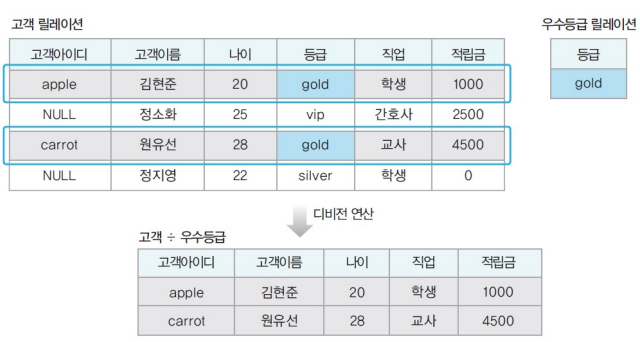 고객 릴레이션
우수등급 릴레이션
고객아이디 고객이름 나이 등급 직업 적립금
등급
apple 김현준 20 gold 학생 1000
gold
NULL 정소화 25 vip 간호사 2500
carrot 원유선 28 gold 교사 4500
NULL 정지영 22 silver 학생 0
디비전 연산
고객 ÷ 우수등급
고객아이디 고객이름 나이 직업 적립금
apple 김현준 20 학생 1000
carrot 원유선 28 교사 4500